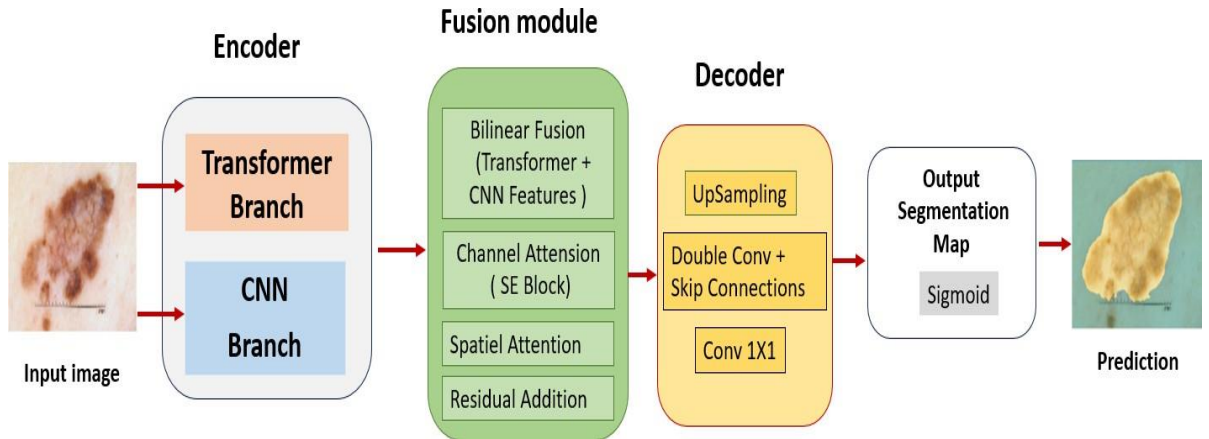 Fusion module
Encoder
Decoder
Input image
Transformer
Branch
CNN
Branch
Bilinear Fusion
(Transformer +
CNN Features )
Channel Attension
( SE Block)
Spatiel Attention
Residual Addition
UpSampling
Double Conv +
Skip Connections
Conv 1X1
Output
Segmentation
Map
Sigmoid
Prediction